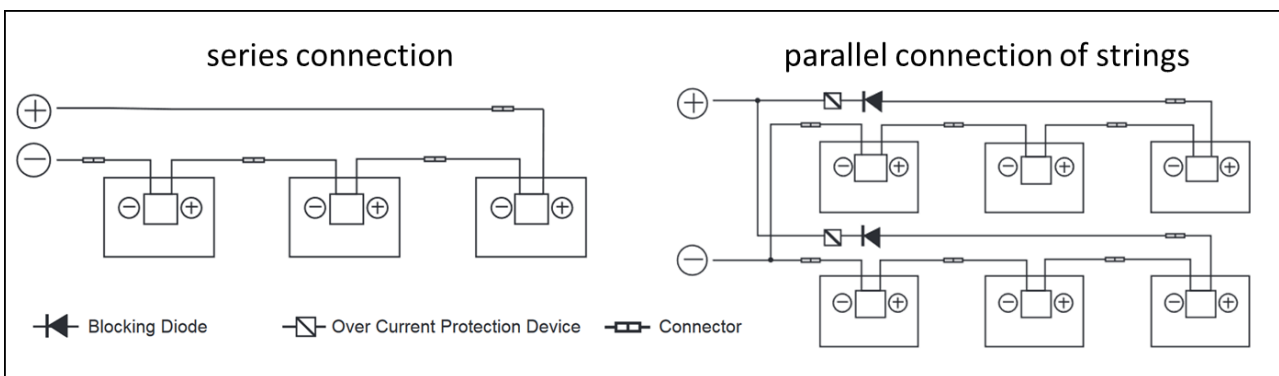 series connection
parallel connection of strings
+
−
− + − + − +
+
− + − + − +
−
− + − + − +
Blocking Diode
Over Current Protection Device
Connector